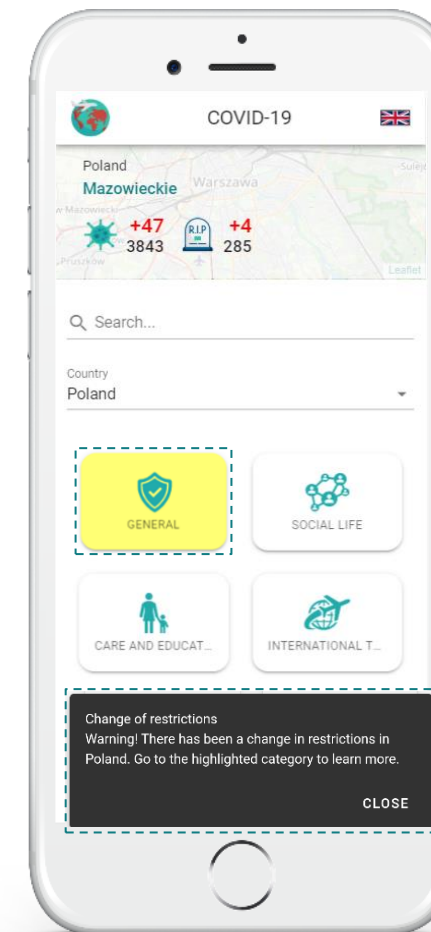 COVID-19
Poland
Mazowieckie
Warszawa
+47
3843
R.I.P
+4
285
Pruszków
Leaflet
Search...
Country
Poland
GENERAL
SOCIAL LIFE
CARE AND EDUCAT...
INTERNATIONAL T...
Change of restrictions
Warning! There has been a change in restrictions in
Poland. Go to the highlighted category to learn more.
CLOSE